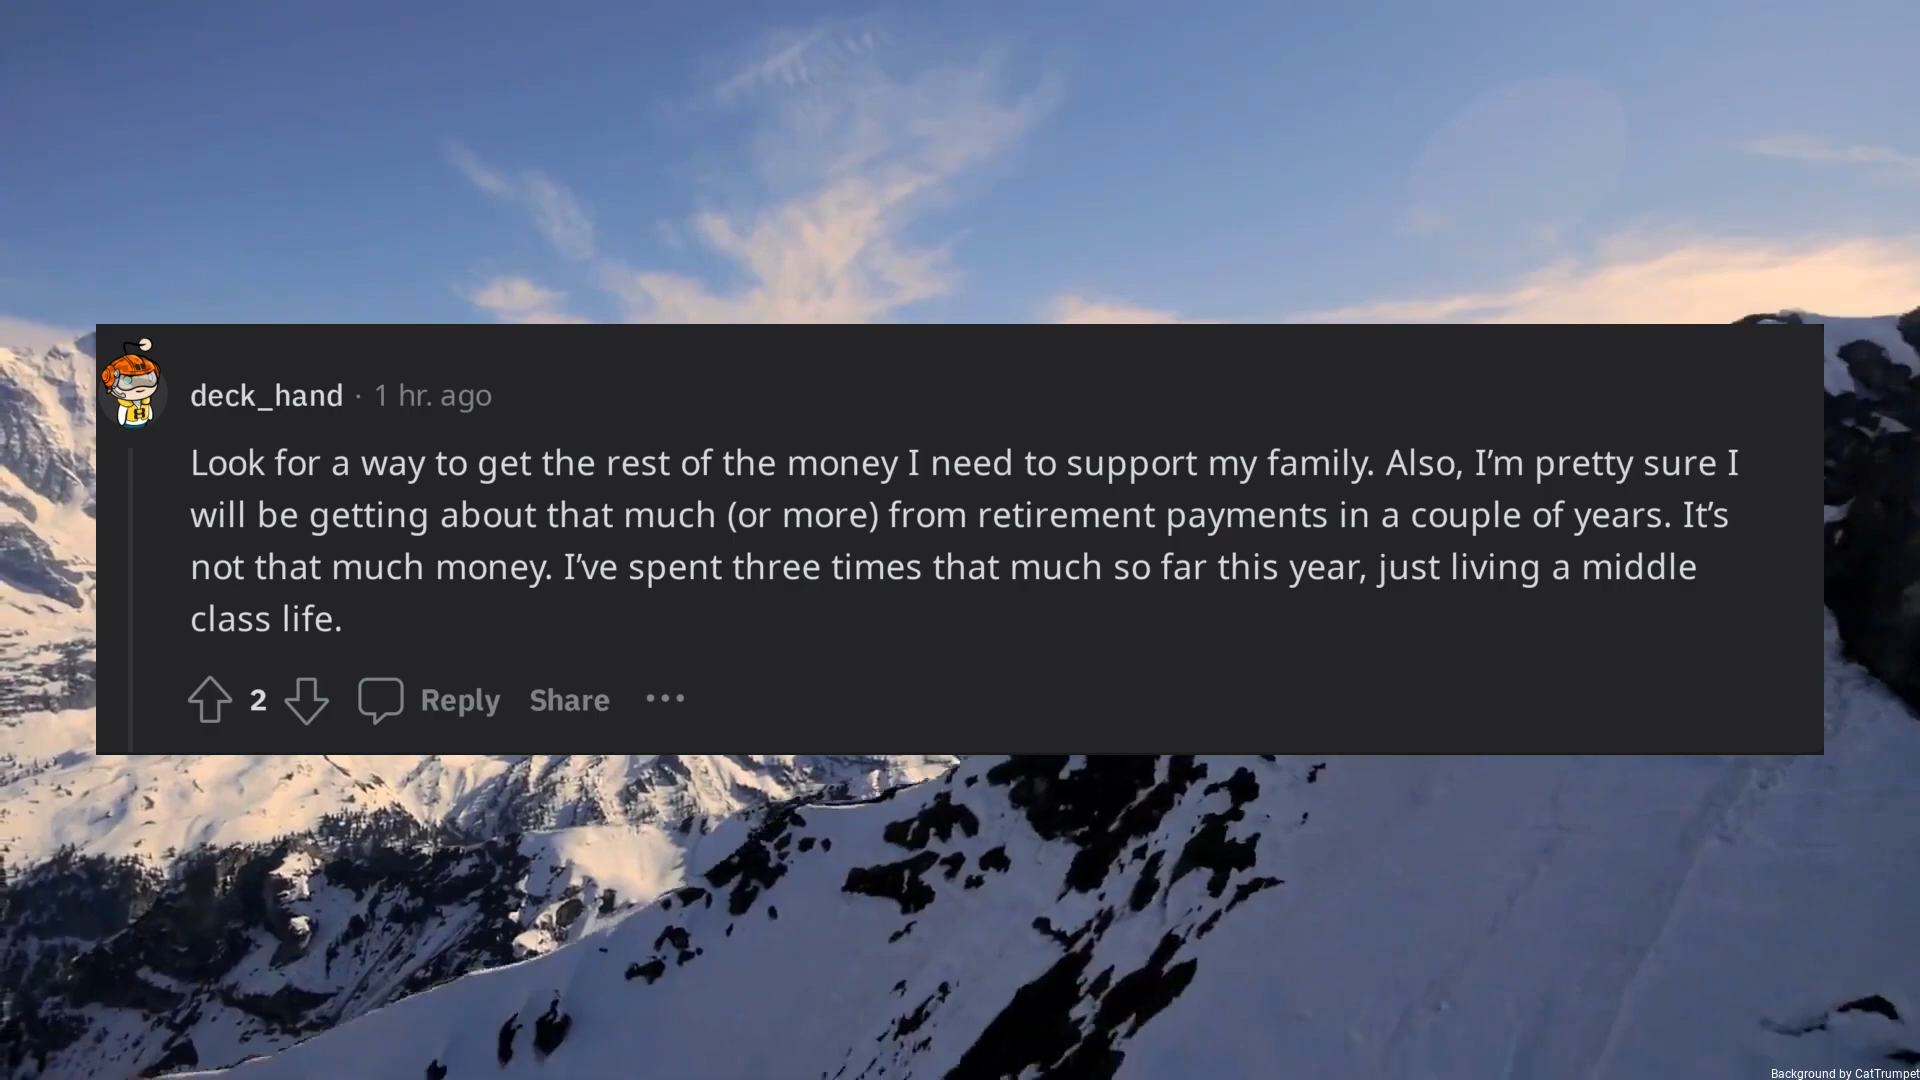 deck_hand · 1 hr. ago
Look for a way to get the rest of the money I need to support my family. Also, I’m pretty sure I
will be getting about that much (or more) from retirement payments in a couple of years. It’s
not that much money. I’ve spent three times that much so far this year, just living a middle
class life.
2 Reply Share ···
Background by CatTrumpet